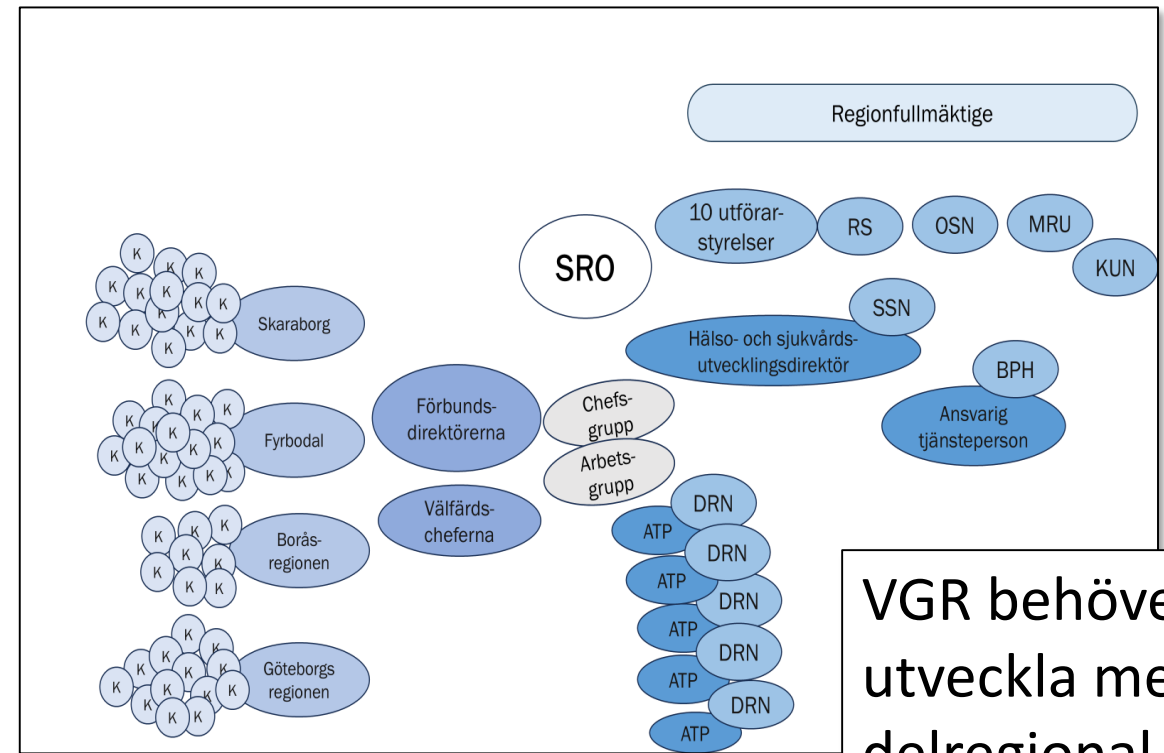 Regionfullmäktige
10 utförar-
styrelser
RS
OSN
MRU
KUN
SRO
SSN
Hälso- och sjukvårds-
utvecklingsdirektör
BPH
Ansvarig
tjänsteperson
K K K K K K K K K K K K K K
Skaraborg
K K K K K K K K K K K K K K K
Fyrbodal
K K K K K K K K
Borås-
regionen
K K K K K K K K K K K K K
Göteborgs
regionen
Förbunds-
direktörerna
Välfärds-
cheferna
Chefs-
grupp
Arbets-
grupp
DRN
ATP
DRN
ATP
DRN
ATP
DRN
ATP
DRN
ATP
VGR behöve
utveckla me
delregional